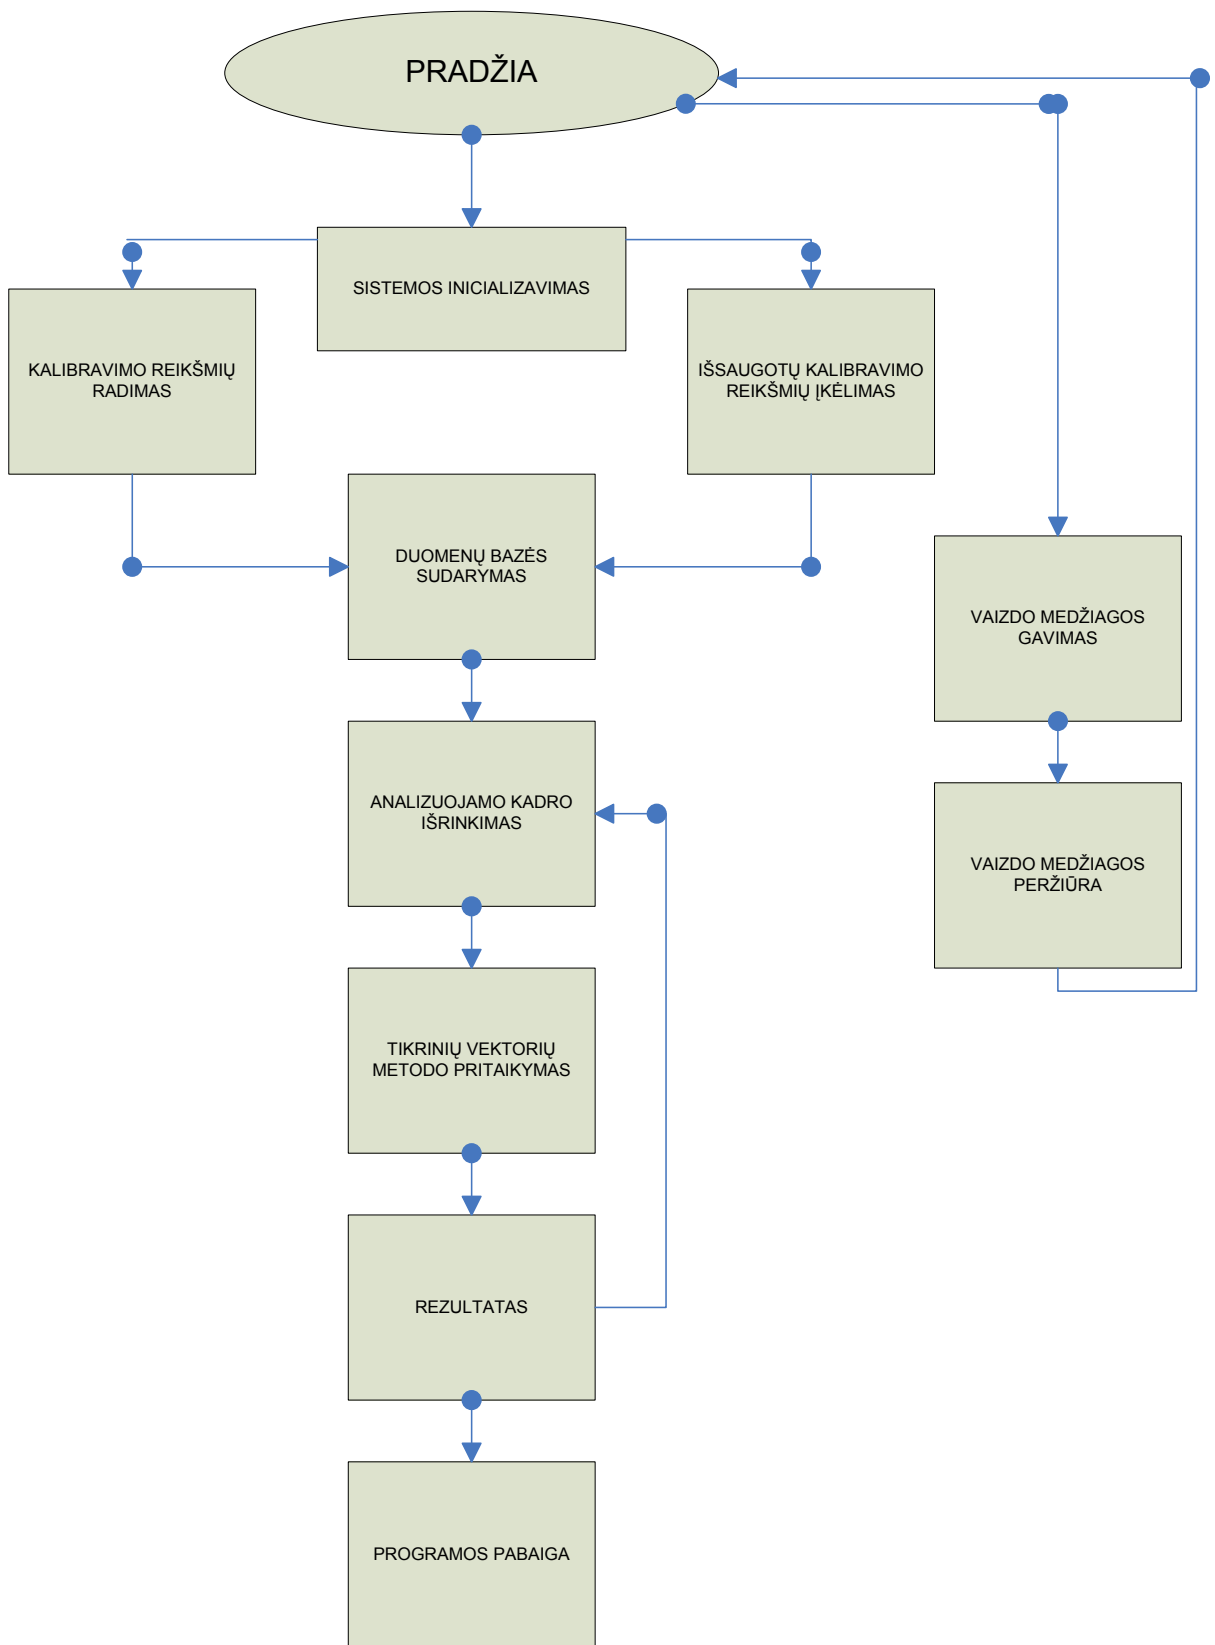 PRADŽIA
SISTEMOS INICIALIZAVIMAS
KALIBRAVIMO REIKŠMIŲ
RADIMAS
IŠSAUGOTŲ KALIBRAVIMO
REIKŠMIŲ ĮKĖLIMAS
DUOMENŲ BAZĖS
SUDARYMAS
VAIZDO MEDŽIAGOS
GAVIMAS
ANALIZUOJAMO KADRO
IŠRINKIMAS
VAIZDO MEDŽIAGOS
PERŽIŪRA
TIKRINIŲ VEKTORIŲ
METODO PRITAIKYMAS
REZULTATAS
PROGRAMOS PABAIGA